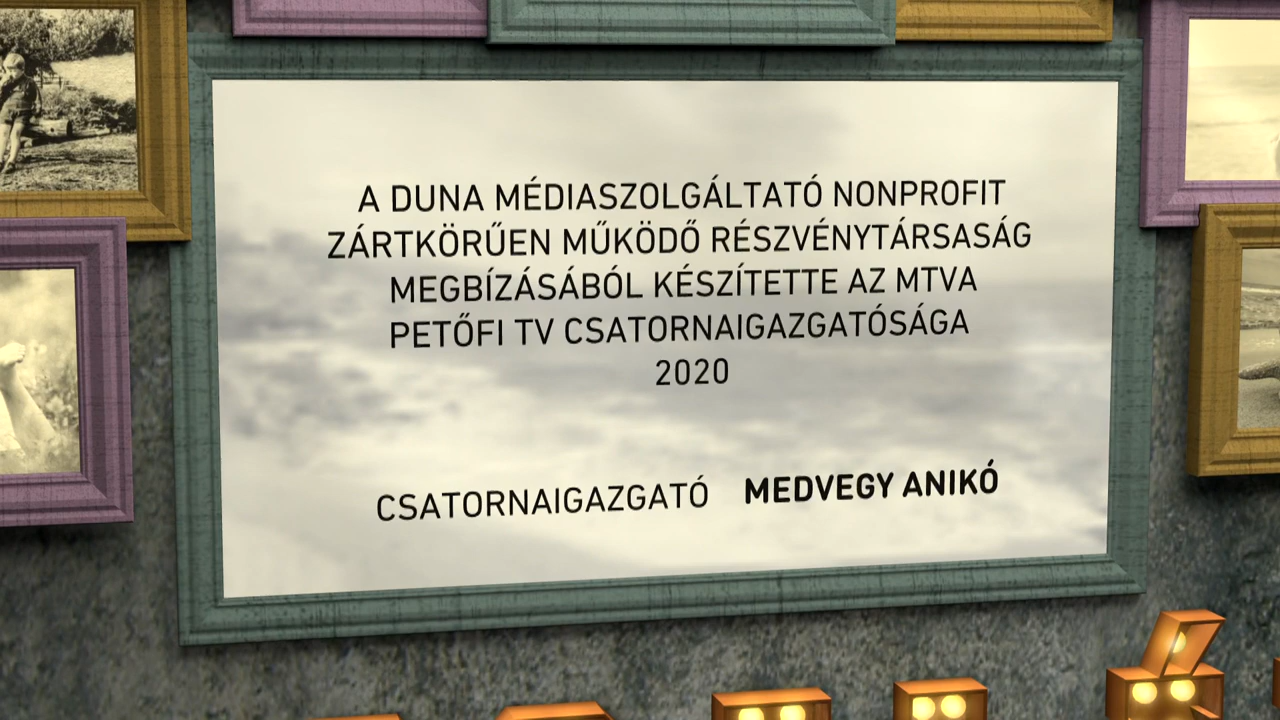 A DUNA MÉDIASZOLGÁLTATÓ NONPROFIT
ZÁRTKÖRŰEN MŰKÖDŐ RÉSZVÉNYTÁRSASÁG
MEGBÍZÁSÁBÓL KÉSZÍTETTE AZ MTVA
PETŐFI TV CSATORNAIGAZGATÓSÁGA
2020
CSATORNAIGAZGATÓ MEDVEGY ANIKÓ